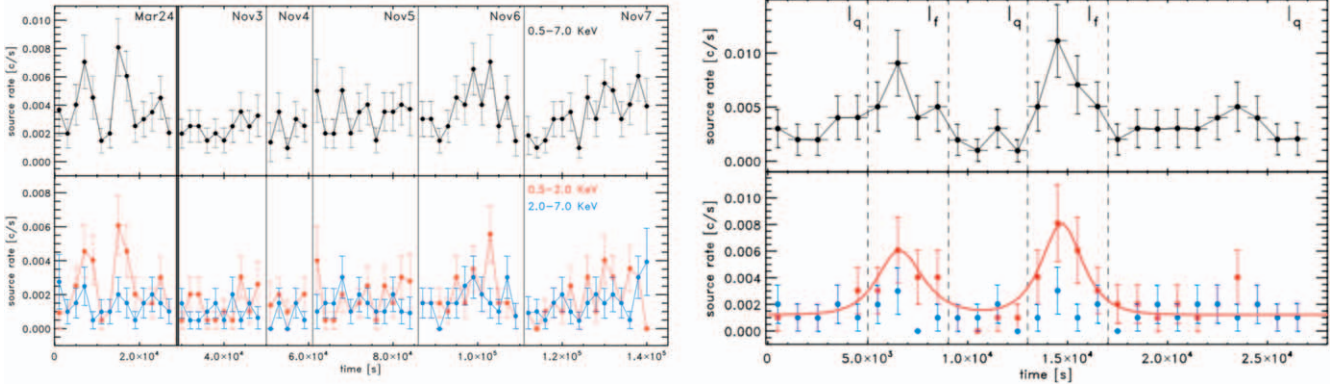 Mar24 Nov3 Nov4 Nov5 Nov6 Nov7
0.5-7.0 KeV
source rate [c/s]
0.010
0.008
0.006
0.004
0.002
0.000
0.5-2.0 KeV
2.0-7.0 KeV
source rate [c/s]
0.008
0.006
0.004
0.002
0.000
0 2.0×10⁴ 4.0×10⁴ 6.0×10⁴ 8.0×10⁴ 1.0×10⁵ 1.2×10⁵ 1.4×10⁵
time [s]
I_q I_f I_q I_f I_q
source rate [c/s]
0.010
0.005
0.000
source rate [c/s]
0.010
0.008
0.006
0.004
0.002
0.000
0 5.0×10³ 1.0×10⁴ 1.5×10⁴ 2.0×10⁴ 2.5×10⁴
time [s]